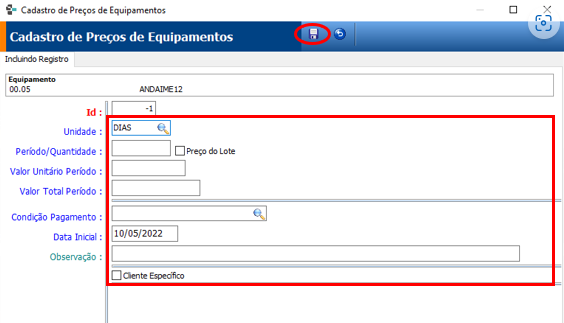 Cadastro de Preços de Equipamentos
Cadastro de Preços de Equipamentos
Incluindo Registro
Equipamento
00.05 ANDAIME12
Id : -1
Unidade : DIAS
Período/Quantidade : Preço do Lote
Valor Unitário Período :
Valor Total Período :
Condição Pagamento :
Data Inicial : 10/05/2022
Observação :
Cliente Específico